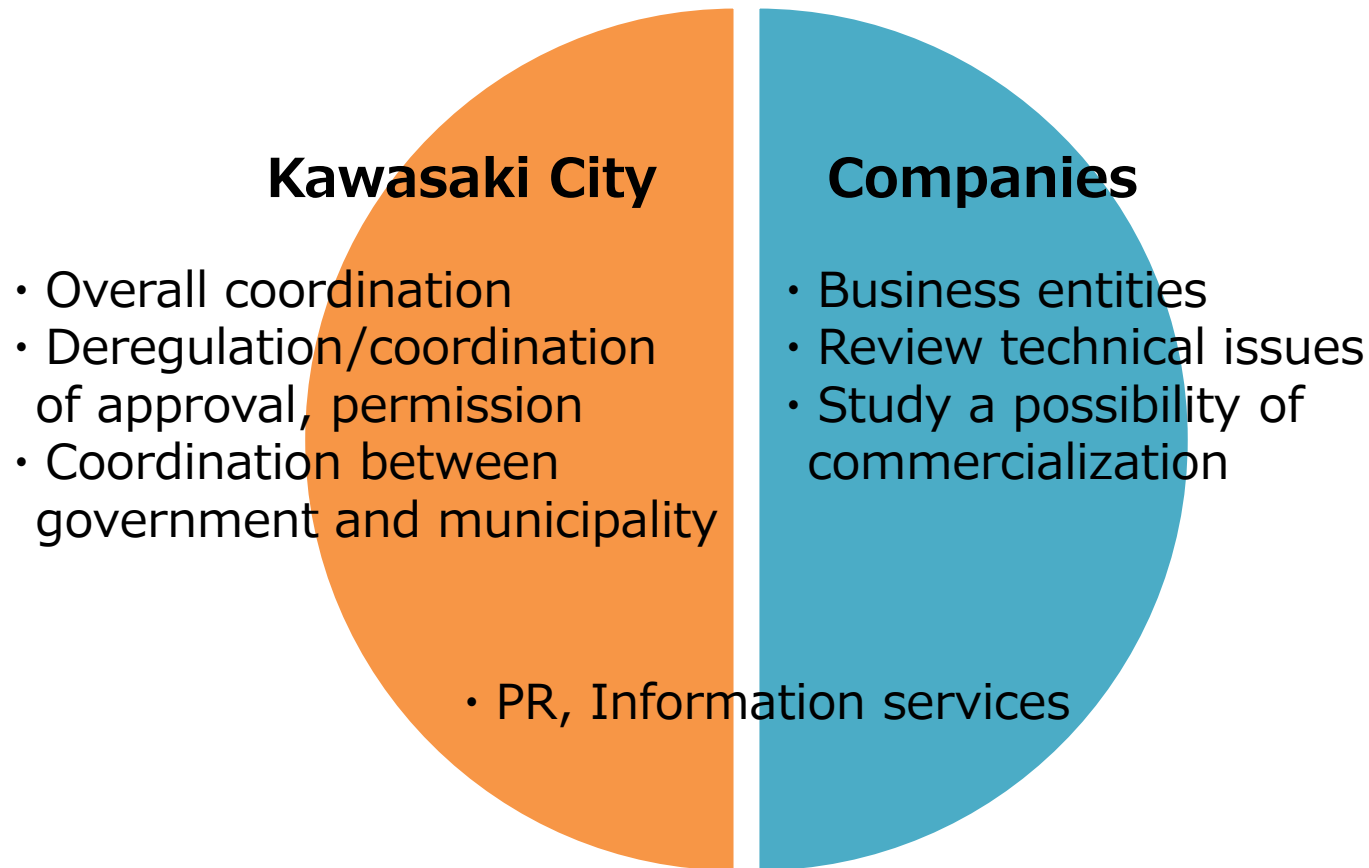 Kawasaki City
・Overall coordination
・Deregulation/coordination
of approval, permission
・Coordination between
government and municipality
Companies
・Business entities
・Review technical issues
・Study a possibility of
commercialization
・PR, Information services